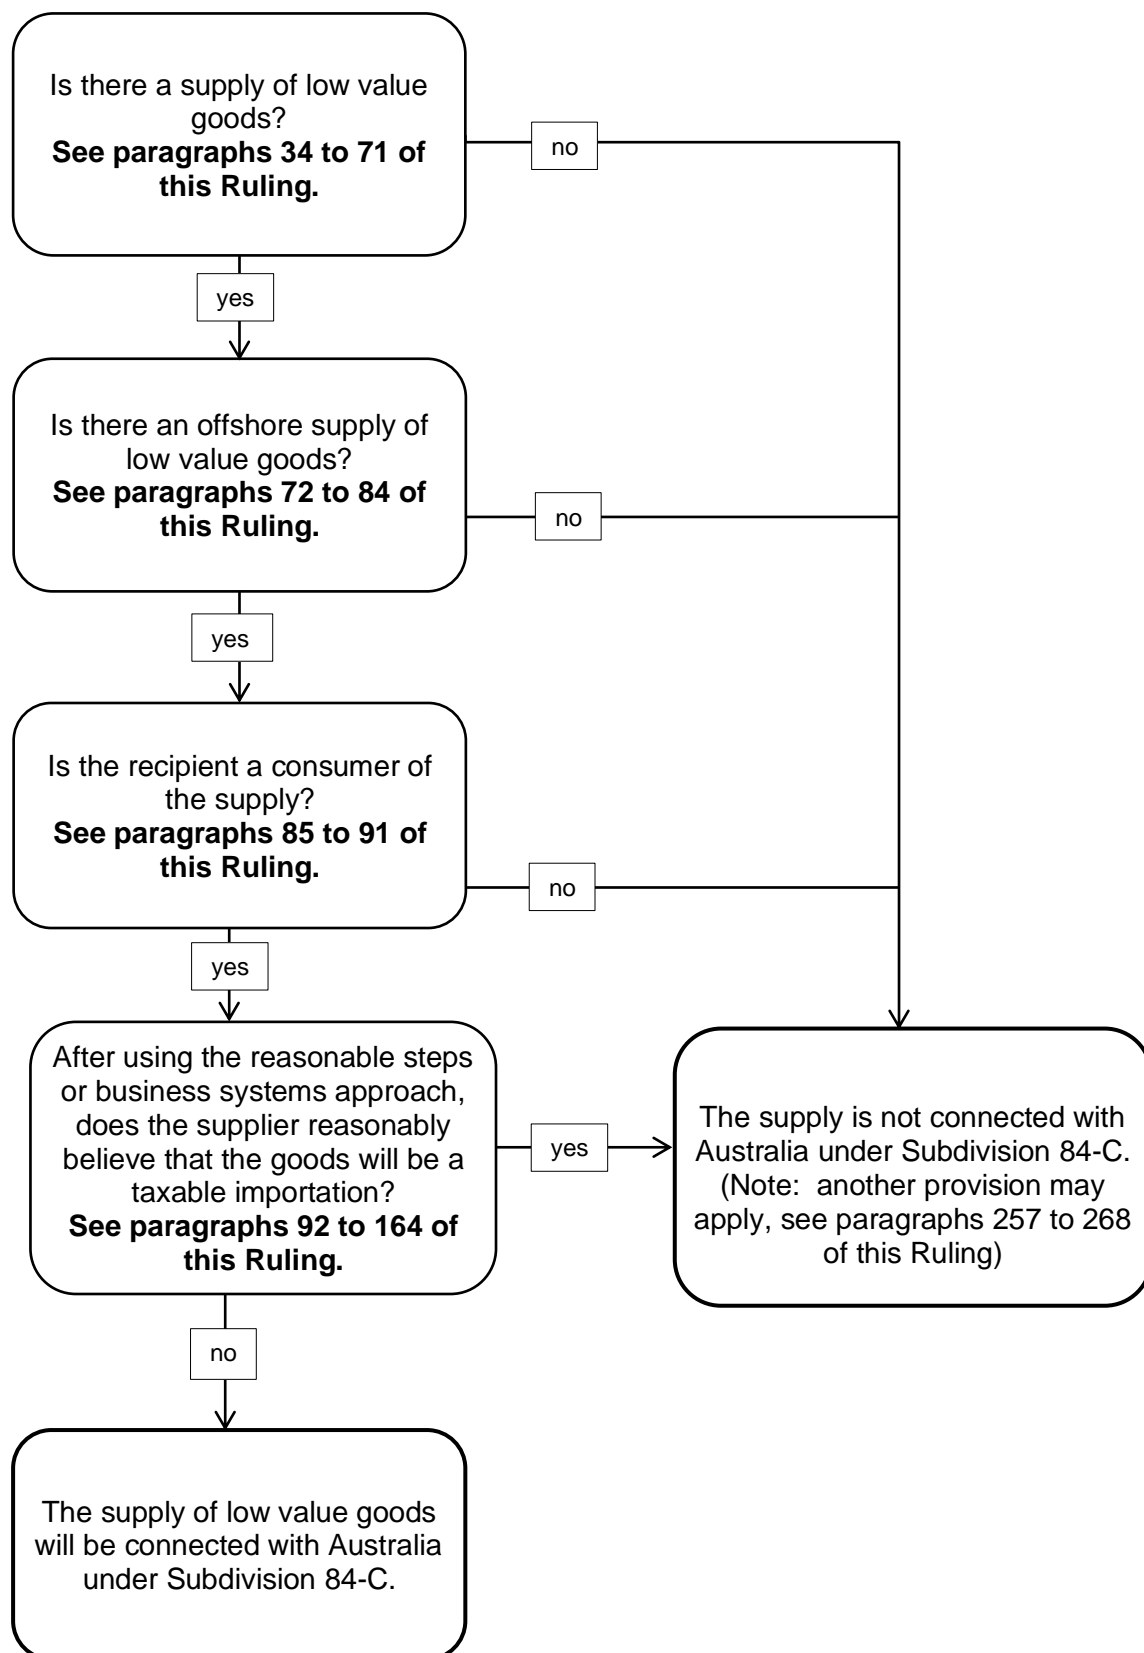 Is there a supply of low value
goods?
See paragraphs 34 to 71 of
this Ruling.
no
yes
Is there an offshore supply of
low value goods?
See paragraphs 72 to 84 of
this Ruling.
no
yes
Is the recipient a consumer of
the supply?
See paragraphs 85 to 91 of
this Ruling.
no
yes
After using the reasonable steps
or business systems approach,
does the supplier reasonably
believe that the goods will be a
taxable importation?
See paragraphs 92 to 164 of
this Ruling.
yes
The supply is not connected with
Australia under Subdivision 84-C.
(Note:  another provision may
apply, see paragraphs 257 to 268
of this Ruling)
no
The supply of low value goods
will be connected with Australia
under Subdivision 84-C.